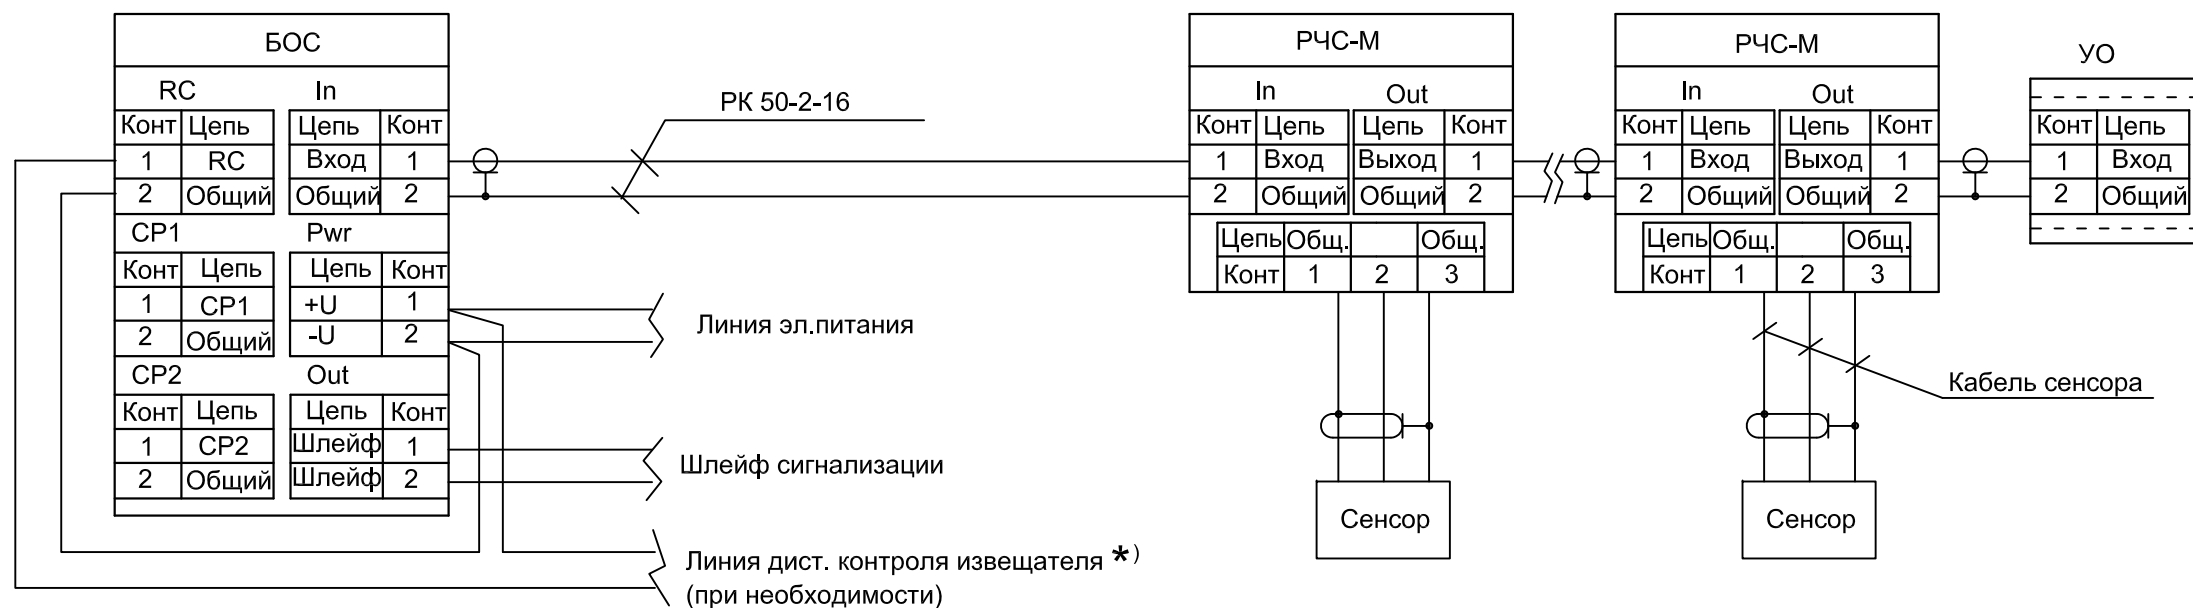 БОС
RC In
Конт Цепь Цепь Конт
1 RC Вход 1
2 Общий Общий 2
CP1 Pwr
Конт Цепь Цепь Конт
1 CP1 +U 1
2 Общий -U 2
CP2 Out
Конт Цепь Цепь Конт
1 CP2 Шлейф 1
2 Общий Шлейф 2
РК 50-2-16
Линия эл.питания
Шлейф сигнализации
Линия дист. контроля извещателя *)
(при необходимости)
РЧС-М
In Out
Конт Цепь Цепь Конт
1 Вход Выход 1
2 Общий Общий 2
Цепь Общ. Общ.
Конт 1 2 3
Сенсор
РЧС-М
In Out
Конт Цепь Цепь Конт
1 Вход Выход 1
2 Общий Общий 2
Цепь Общ. Общ.
Конт 1 2 3
Кабель сенсора
Сенсор
УО
Конт Цепь
1 Вход
2 Общий